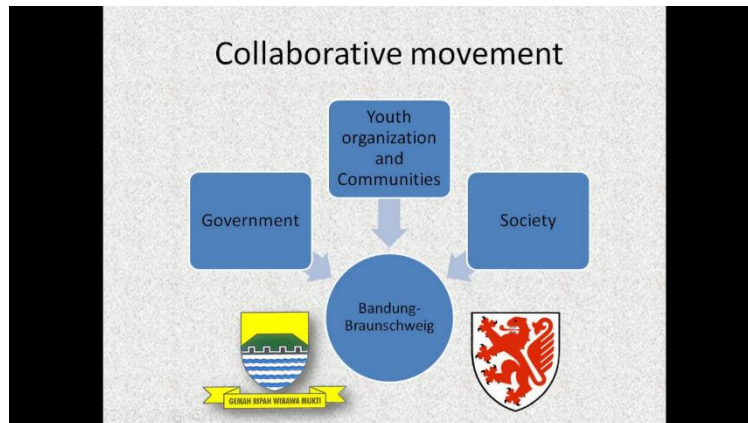 Collaborative movement
Youth
organization
and
Communities
Government
Society
Bandung-
Braunschweig
GEMAH RIPAH WIBAWA MUKTI